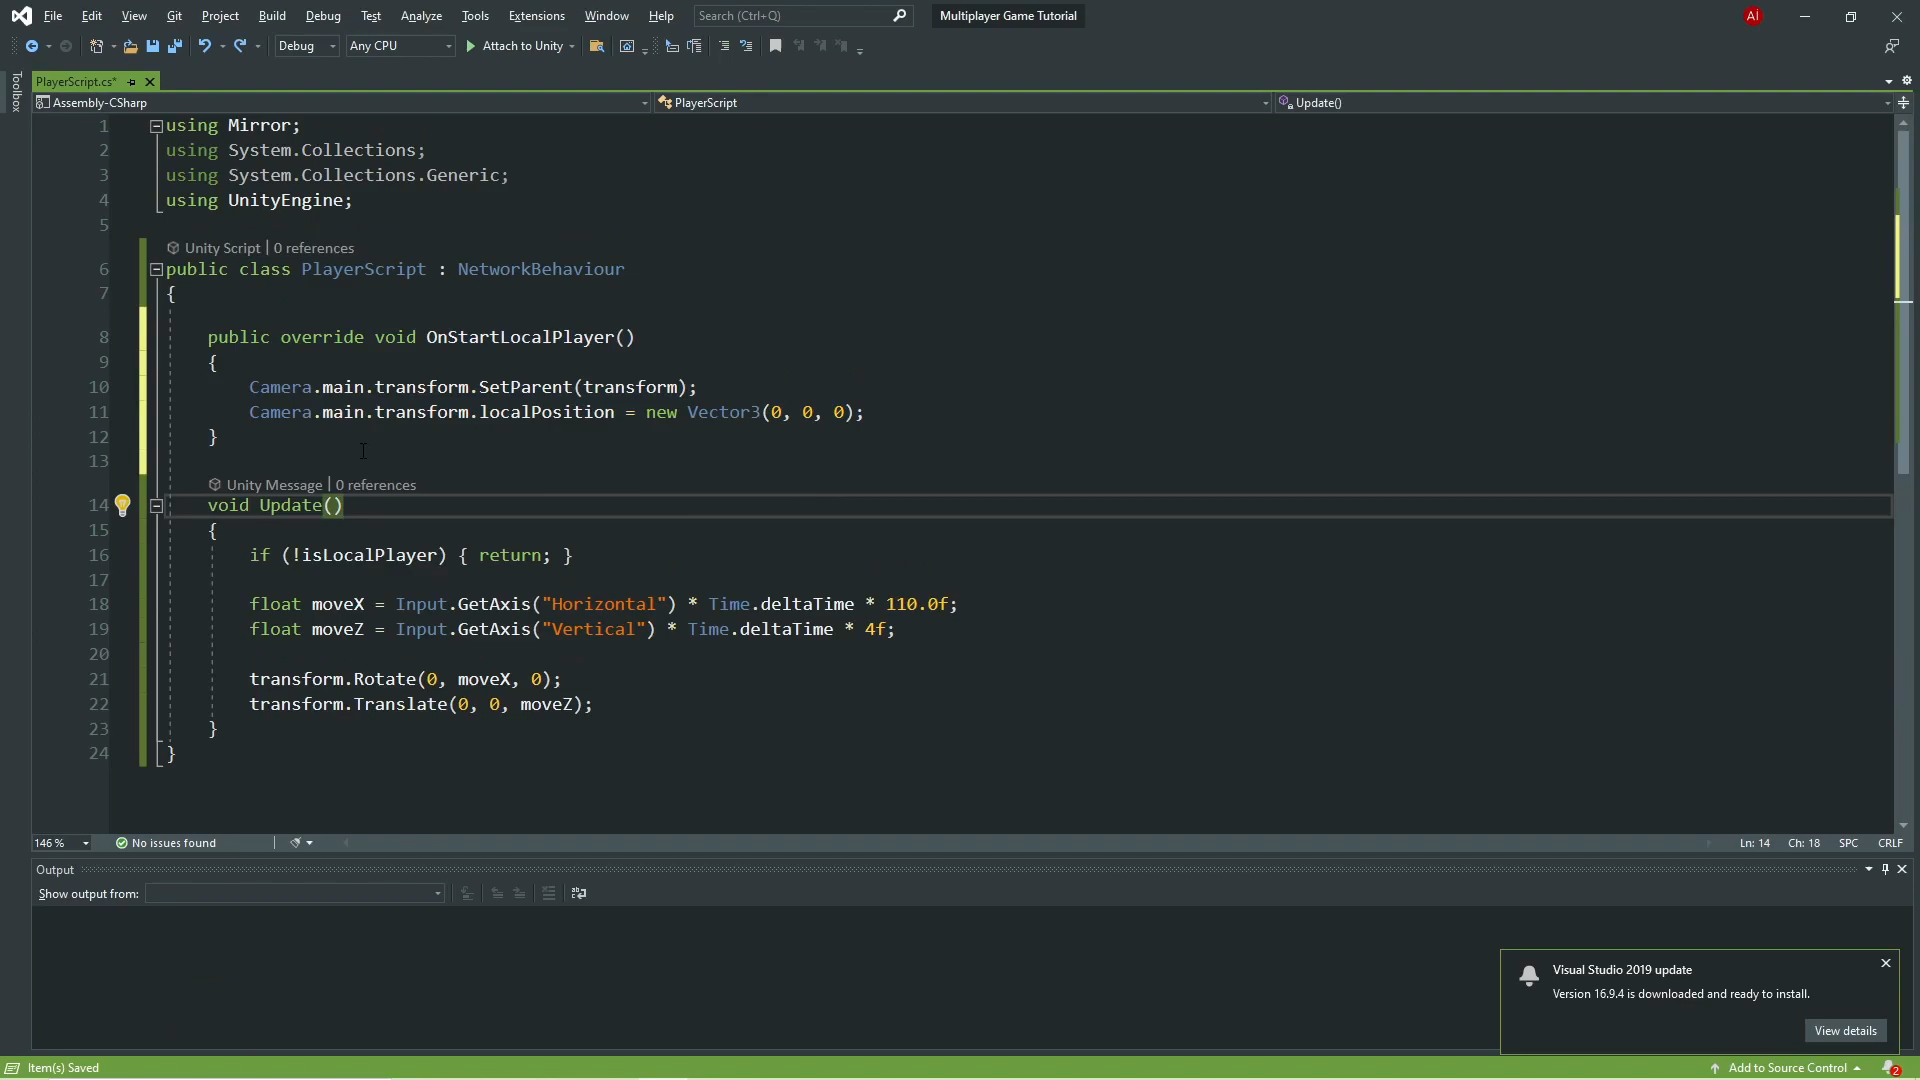 File Edit View Git Project Build Debug Test Analyze Tools Extensions Window Help Search (Ctrl+Q) Multiplayer Game Tutorial AI
Debug Any CPU Attach to Unity
Toolbox
PlayerScript.cs*
Assembly-CSharp PlayerScript Update()
1 using Mirror;
2 using System.Collections;
3 using System.Collections.Generic;
4 using UnityEngine;
5
Unity Script | 0 references
6 public class PlayerScript : NetworkBehaviour
7 {
8 public override void OnStartLocalPlayer()
9 {
10 Camera.main.transform.SetParent(transform);
11 Camera.main.transform.localPosition = new Vector3(0, 0, 0);
12 }
13
Unity Message | 0 references
14 void Update()
15 {
16 if (!isLocalPlayer) { return; }
17
18 float moveX = Input.GetAxis("Horizontal") * Time.deltaTime * 110.0f;
19 float moveZ = Input.GetAxis("Vertical") * Time.deltaTime * 4f;
20
21 transform.Rotate(0, moveX, 0);
22 transform.Translate(0, 0, moveZ);
23 }
24 }
146 % No issues found Ln: 14 Ch: 18 SPC CRLF
Output
Show output from:
Visual Studio 2019 update
Version 16.9.4 is downloaded and ready to install.
View details
Item(s) Saved Add to Source Control 2